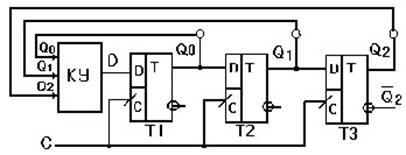 Q0 Q1 Q2
Q0 D D T D T D T Q̅2
Q1 КУ
Q2 C C C
C T1 T2 T3